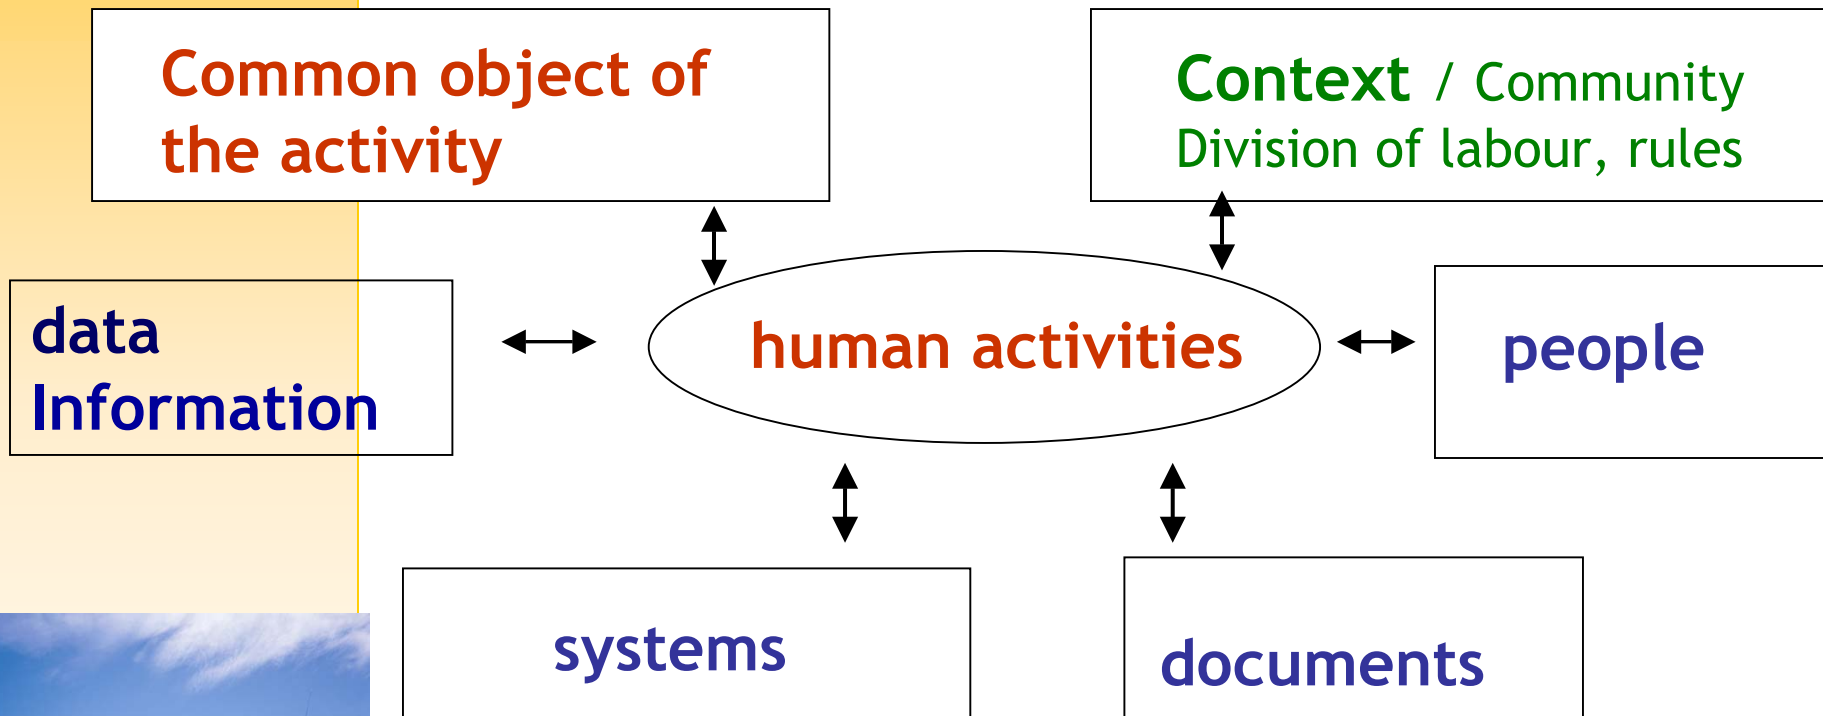 Common object of
the activity
Context / Community
Division of labour, rules
data
Information
human activities
people
systems
documents